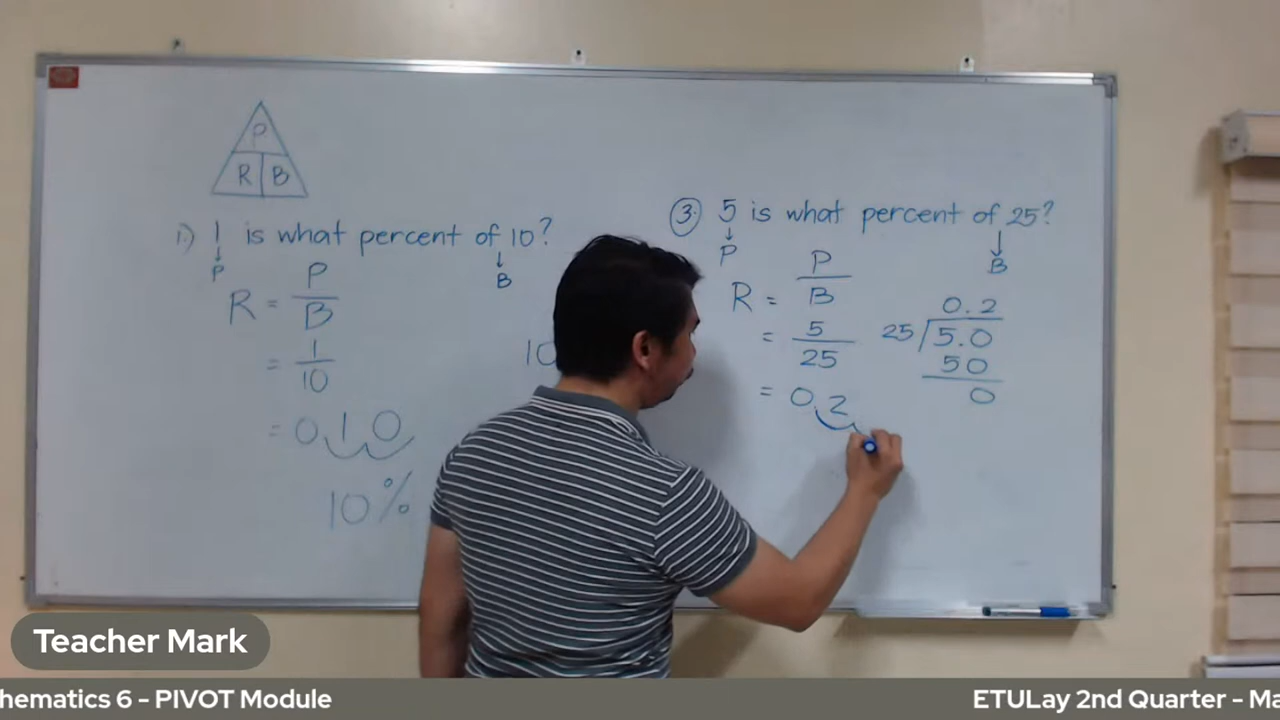 P
R B
1.) 1 is what percent of 10?
P B
R = P
B
= 1
10
10
= 0 1 0
10%
3. 5 is what percent of 25?
P B
R = P
B
= 5
25
= 0.2
0.2
25 5.0
50
0
Teacher Mark
hematics 6 - PIVOT Module
ETULay 2nd Quarter - Ma